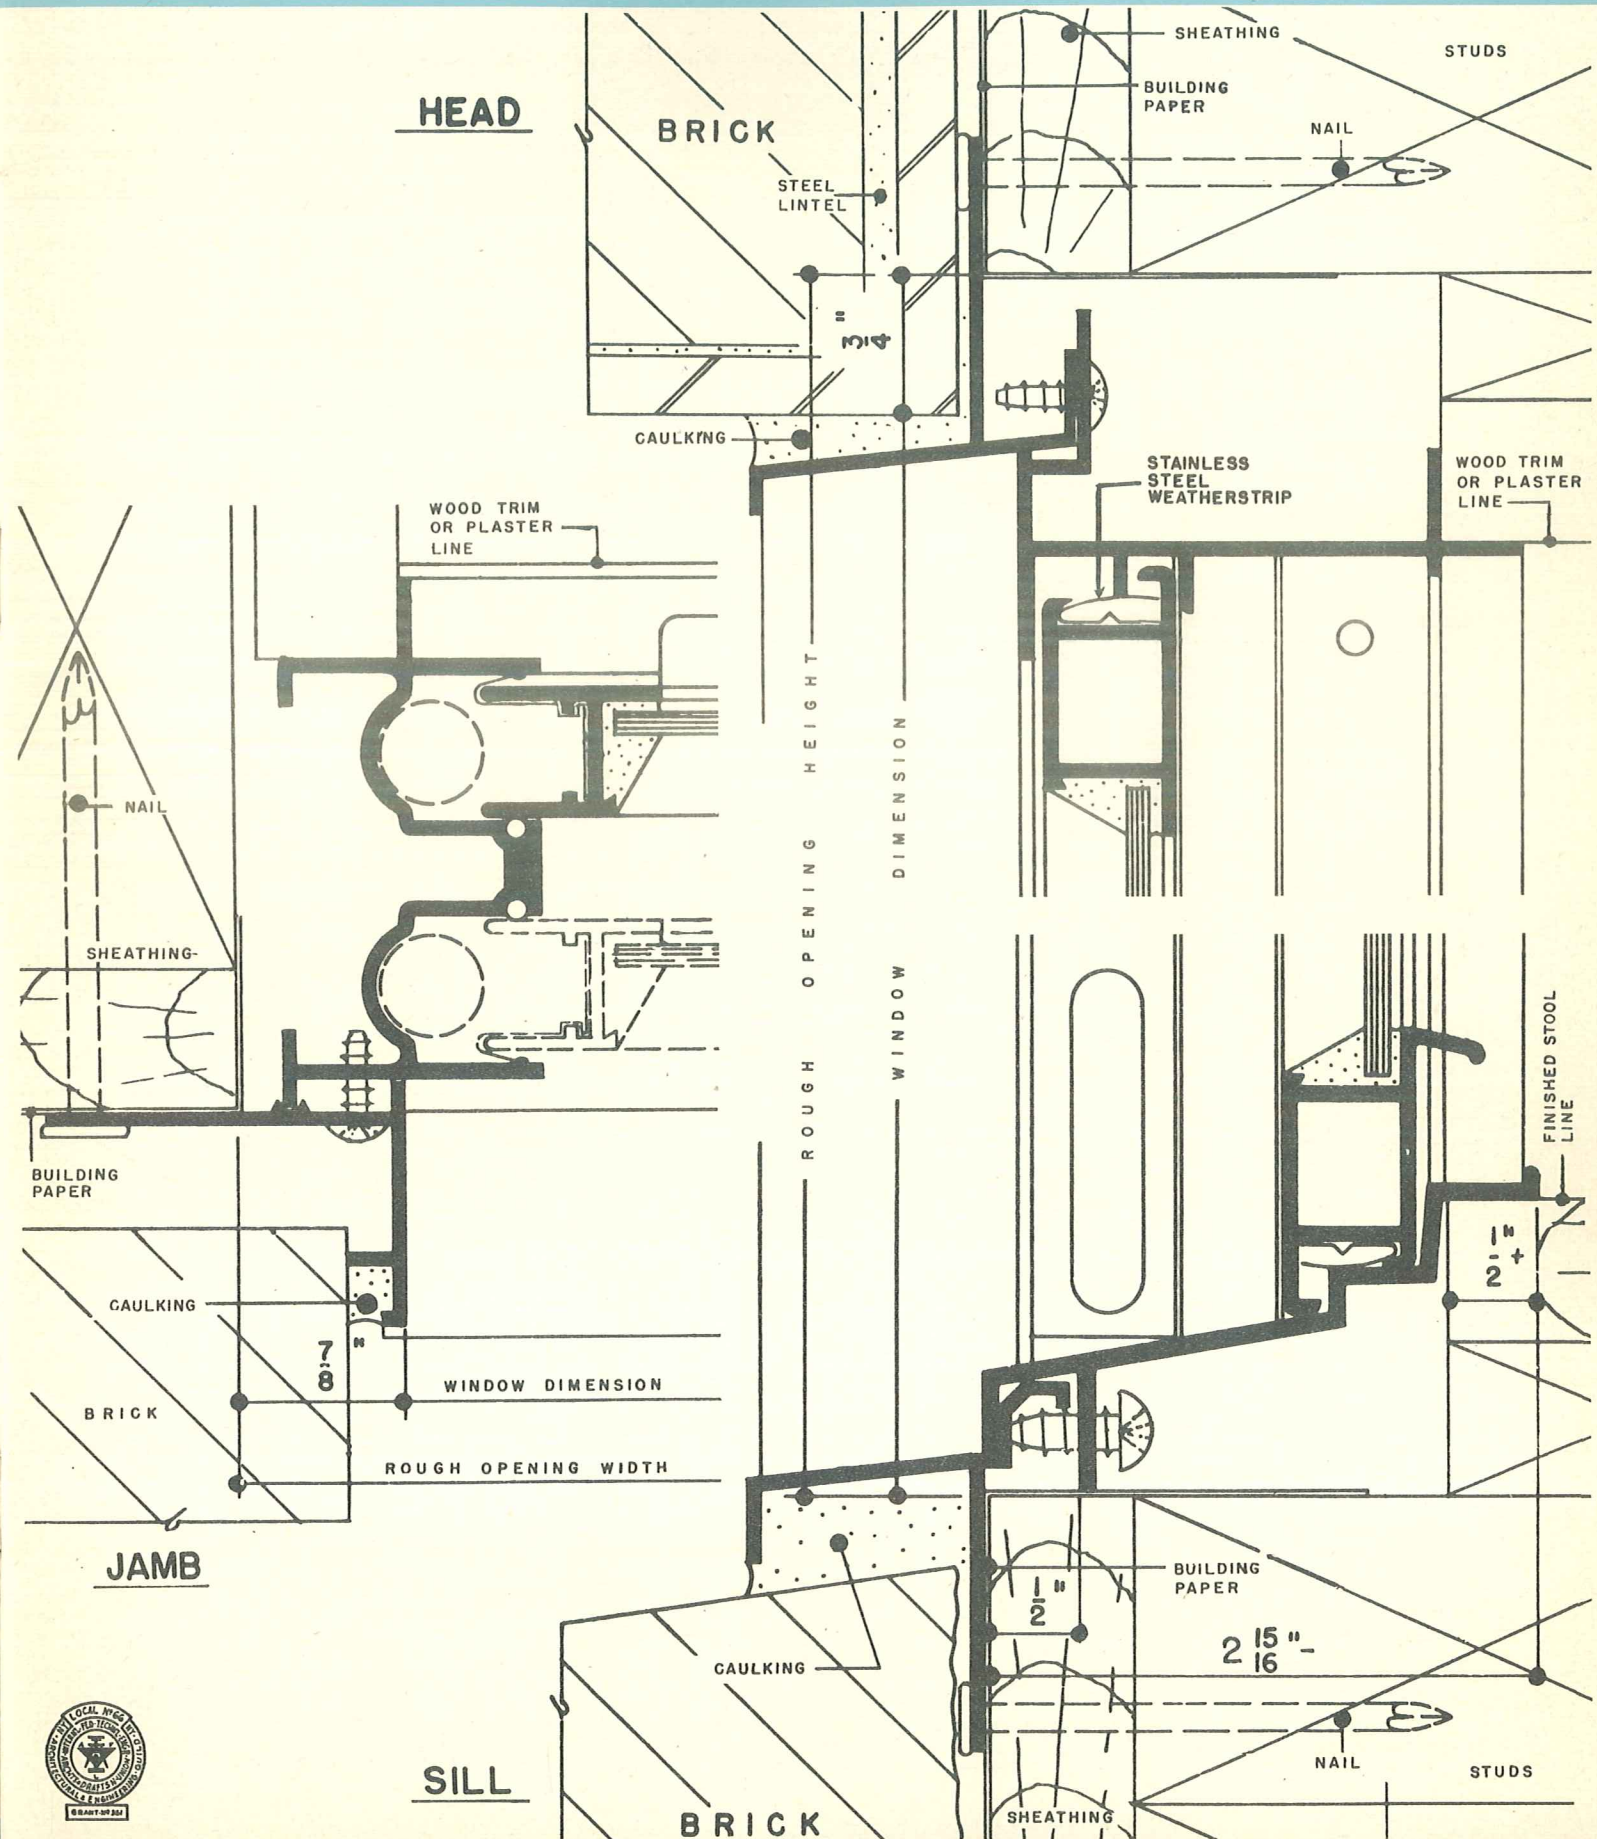 HEAD
BRICK
STEEL
LINTEL
3/4"
CAULKING
SHEATHING
BUILDING
PAPER
STUDS
NAIL
STAINLESS
STEEL
WEATHERSTRIP
WOOD TRIM
OR PLASTER
LINE
WOOD TRIM
OR PLASTER
LINE
NAIL
SHEATHING
BUILDING
PAPER
CAULKING
7/8"
BRICK
WINDOW DIMENSION
ROUGH OPENING WIDTH
JAMB
ROUGH OPENING HEIGHT
WINDOW DIMENSION
FINISHED STOOL
LINE
1/2"+
BUILDING
PAPER
1/2"
2 15/16"-
CAULKING
NAIL
STUDS
SHEATHING
SILL
BRICK
LOCAL Nº66